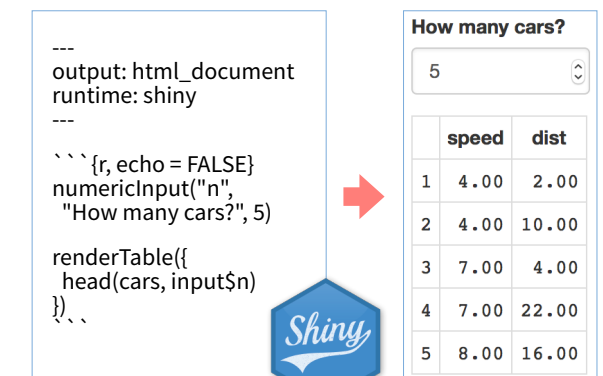 ---
output: html_document
runtime: shiny
---
```{r, echo = FALSE}
numericInput("n",
"How many cars?", 5)
renderTable({
head(cars, input$n)
})
```
Shiny
How many cars?
5
speed dist
1 4.00 2.00
2 4.00 10.00
3 7.00 4.00
4 7.00 22.00
5 8.00 16.00